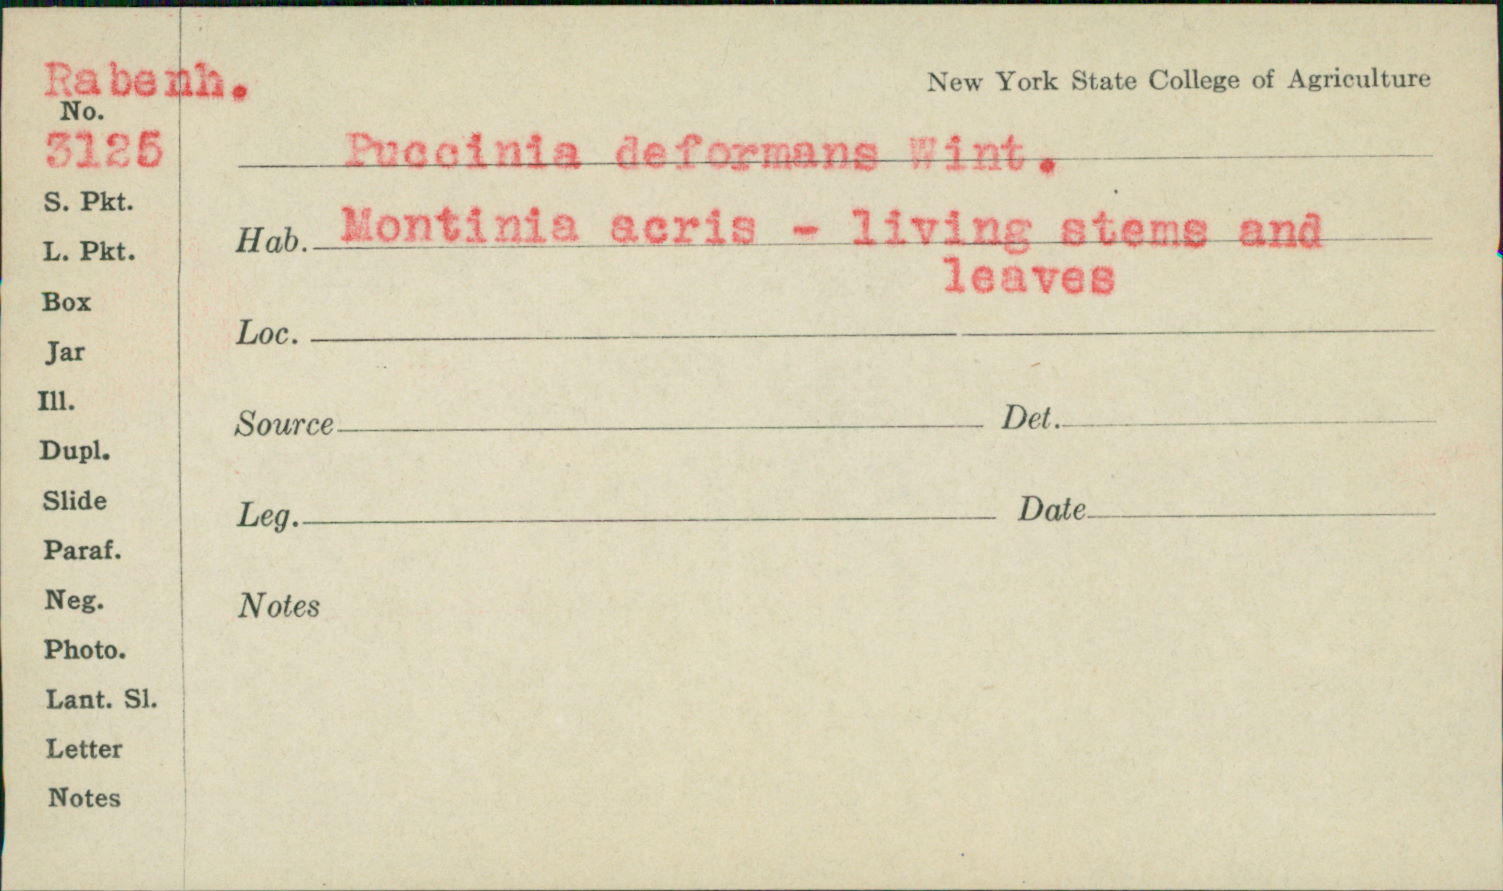 Rabenh.
New York State College of Agriculture
No.
3125
Puccinia deformans Wint.
S. Pkt.
Hab. Montinia acris - living stems and
leaves
L. Pkt.
Box
Loc.
Jar
Ill.
Source Det.
Dupl.
Slide
Leg. Date
Paraf.
Neg.
Notes
Photo.
Lant. Sl.
Letter
Notes